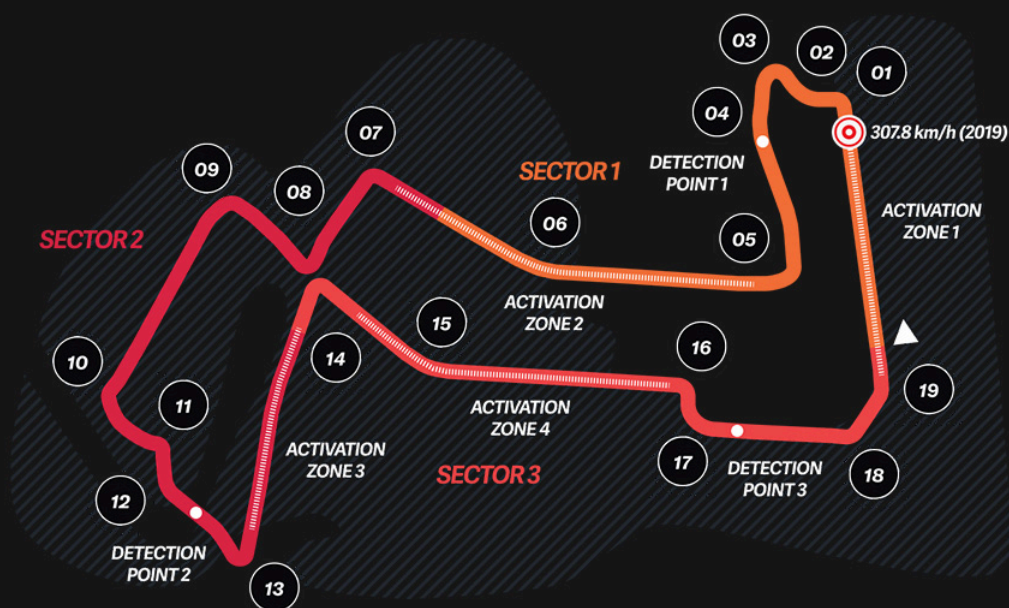 03
02
01
04
307.8 km/h (2019)
07
DETECTION
POINT 1
SECTOR 1
09
08
ACTIVATION
ZONE 1
06
SECTOR 2
05
ACTIVATION
ZONE 2
15
16
14
10
19
11
ACTIVATION
ZONE 4
ACTIVATION
ZONE 3
17
SECTOR 3
DETECTION
POINT 3
18
12
DETECTION
POINT 2
13